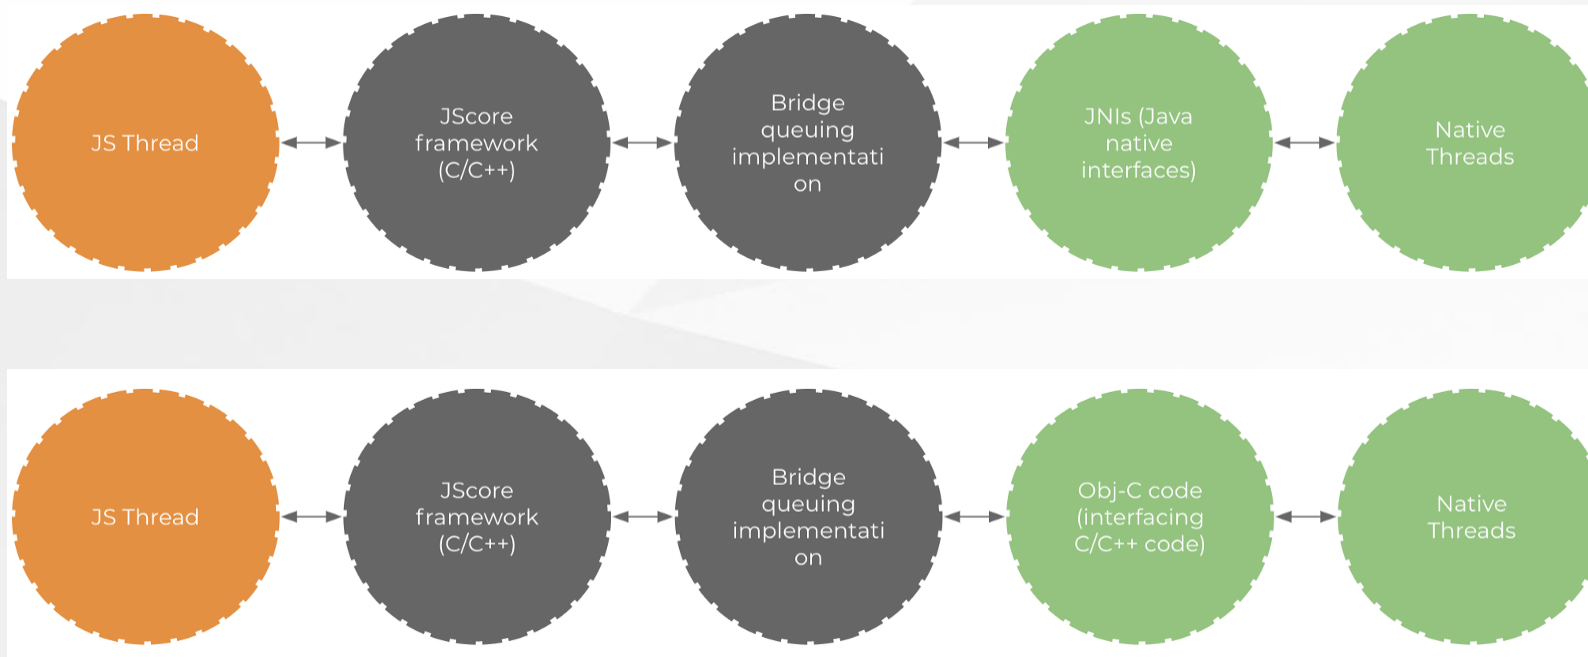 JS Thread
JScore
framework
(C/C++)
Bridge
queuing
implementati
on
JNIs (Java
native
interfaces)
Native
Threads
JS Thread
JScore
framework
(C/C++)
Bridge
queuing
implementati
on
Obj-C code
(interfacing
C/C++ code)
Native
Threads